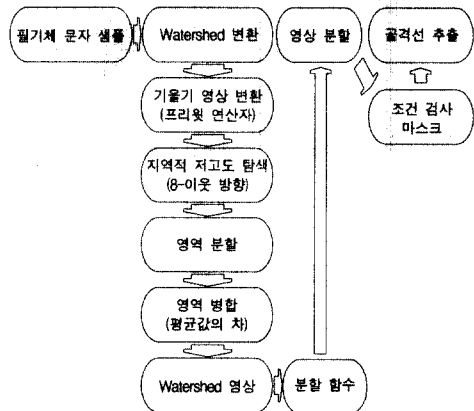 필기체 문자 샘플
Watershed 변환
영상 분할
골격선 추출
기울기 영상 변환
(프리윗 연산자)
조건 검사
마스크
지역적 저고도 탐색
(8-이웃 방향)
영역 분할
영역 병합
(평균값의 차)
Watershed 영상
분할 함수